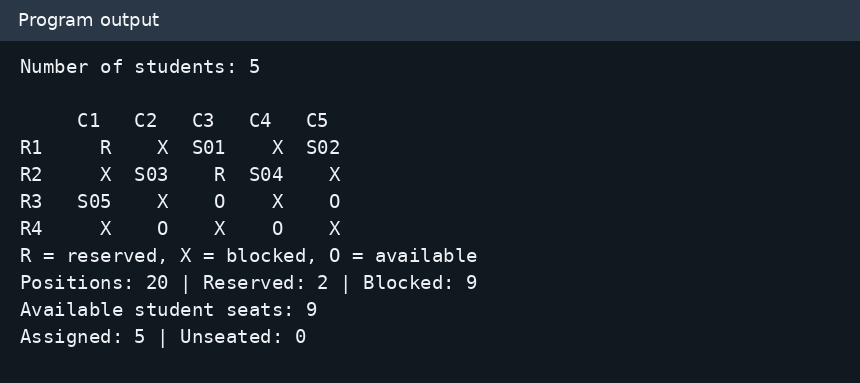 Program output
Number of students: 5
     C1   C2   C3   C4   C5
R1     R    X  S01    X  S02
R2     X  S03    R  S04    X
R3   S05    X    O    X    O
R4     X    O    X    O    X
R = reserved, X = blocked, O = available
Positions: 20 | Reserved: 2 | Blocked: 9
Available student seats: 9
Assigned: 5 | Unseated: 0